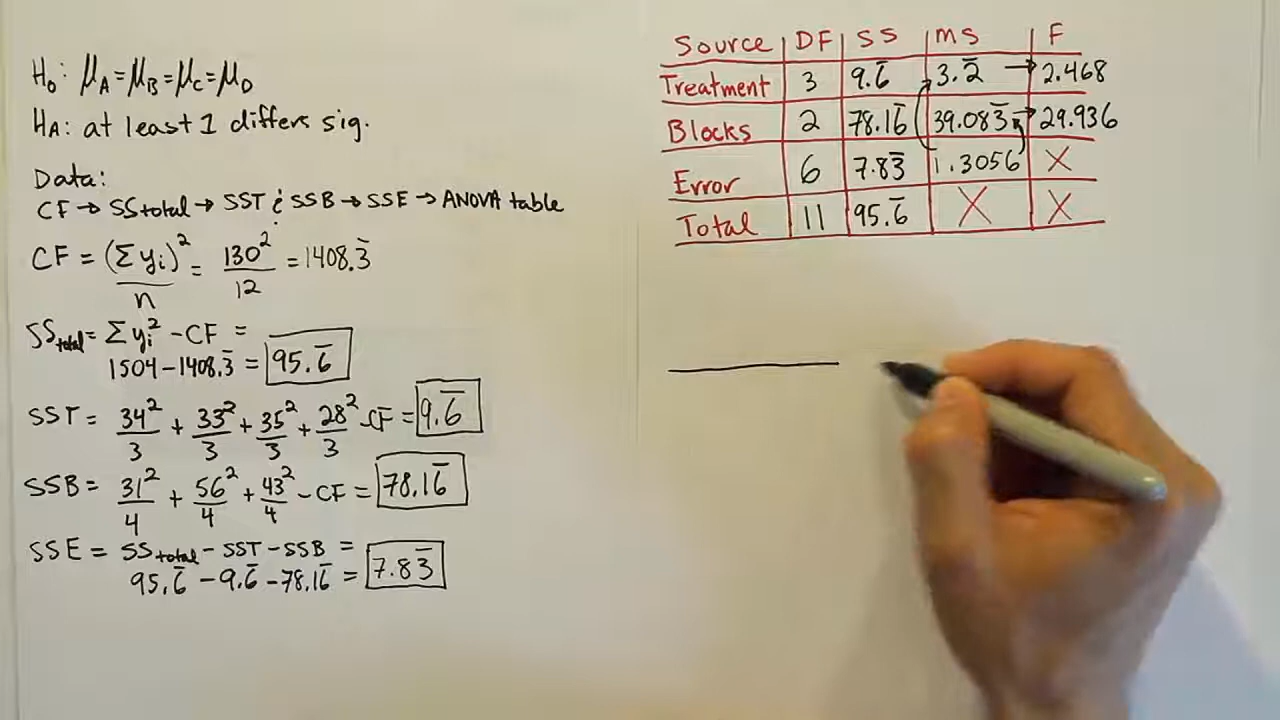 H₀: μA=μB=μC=μD
HA: at least 1 differs sig.
Data:
CF → SStotal → SST & SSB → SSE → ANOVA table
CF = (Σyi)² = 130² = 1408.3̄
n 12
SStotal = Σyi² - CF =
1504 - 1408.3̄ = 95.6̄
SST = 34² + 33² + 35² + 28² - CF = 9.6̄
3 3 3 3
SSB = 31² + 56² + 43² - CF = 78.16̄
4 4 4
SSE = SStotal - SST - SSB =
95.6̄ - 9.6̄ - 78.16̄ = 7.83̄
Source DF SS MS F
Treatment 3 9.6̄ 3.2̄ → 2.468
Blocks 2 78.16̄ 39.083̄ → 29.936
Error 6 7.83̄ 1.3056 X
Total 11 95.6̄ X X